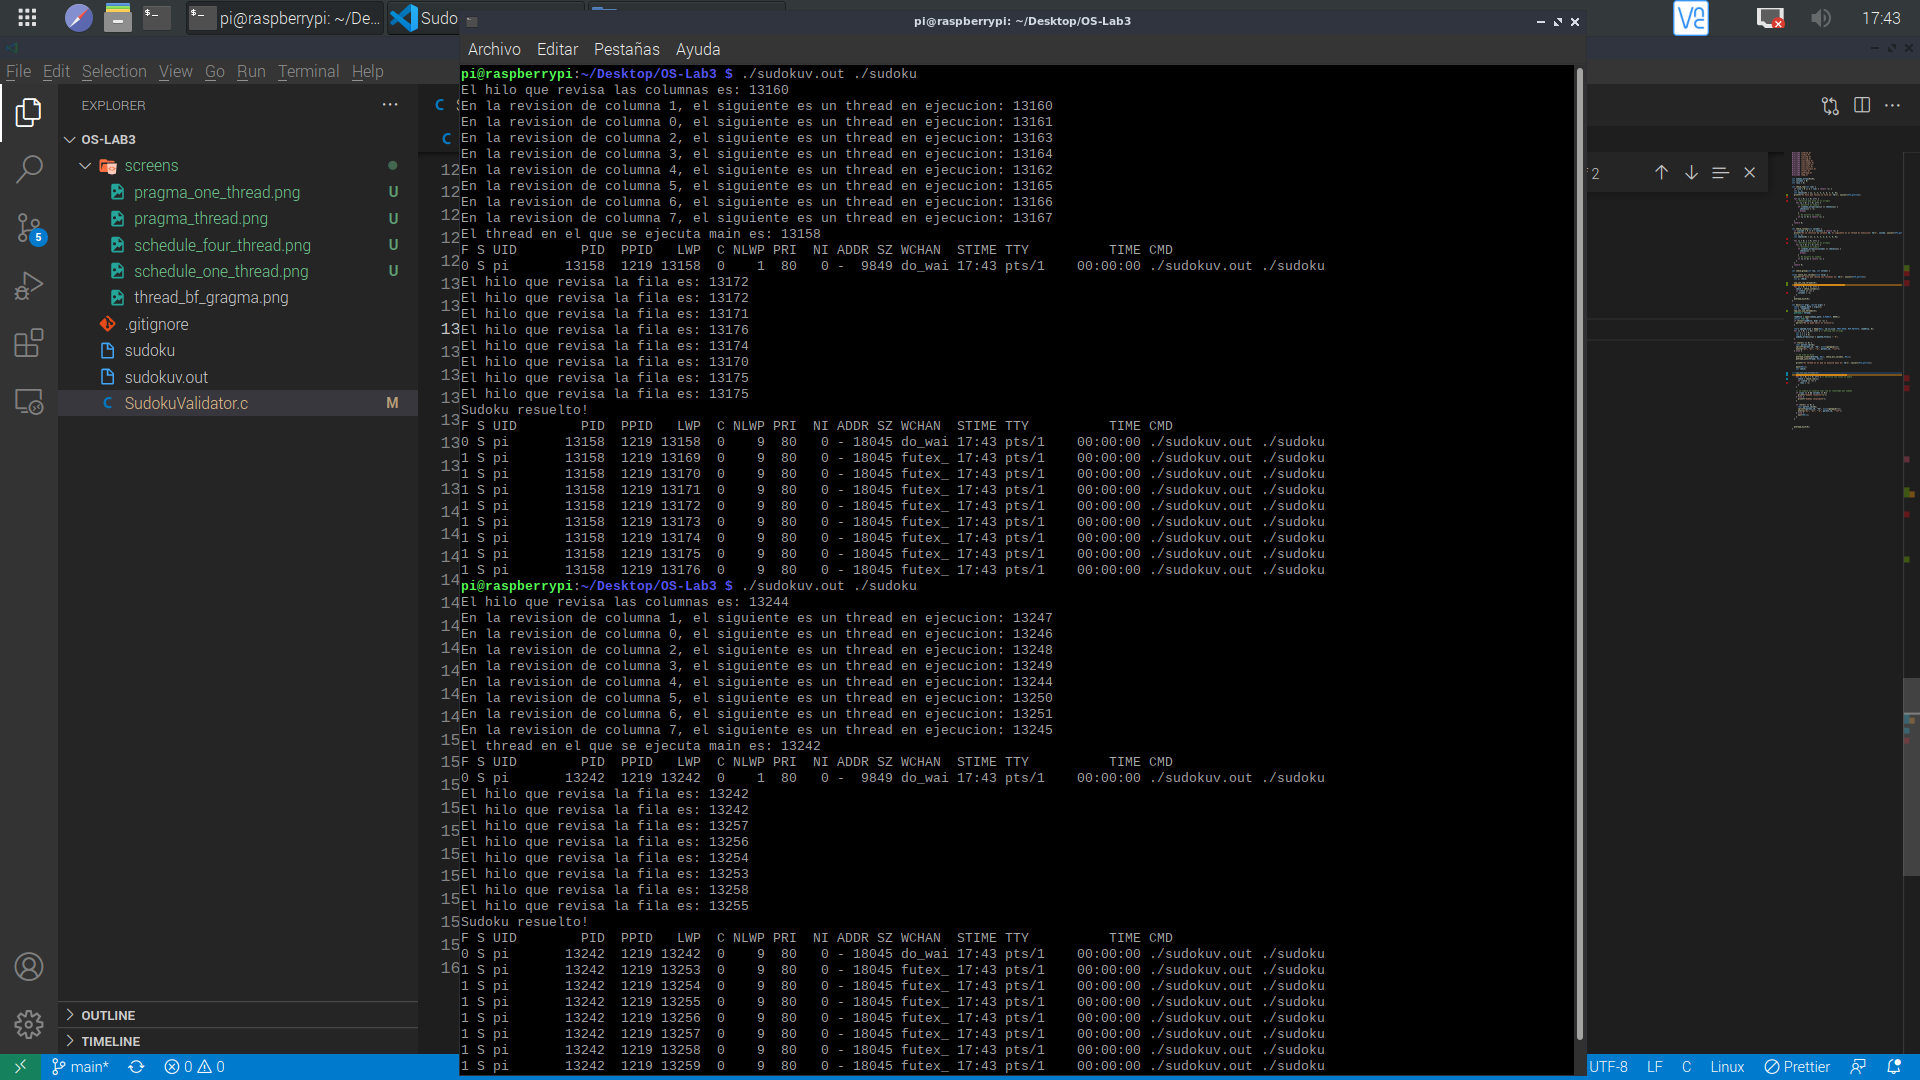 pi@raspberrypi: ~/De...
Sudo
pi@raspberrypi: ~/Desktop/OS-Lab3
17:43
File Edit Selection View Go Run Terminal Help
Archivo Editar Pestañas Ayuda
EXPLORER
OS-LAB3
screens
pragma_one_thread.png U
pragma_thread.png U
schedule_four_thread.png U
schedule_one_thread.png U
thread_bf_gragma.png
.gitignore
sudoku
sudokuv.out
SudokuValidator.c M
5
OUTLINE
TIMELINE
pi@raspberrypi:~/Desktop/OS-Lab3 $ ./sudokuv.out ./sudoku
El hilo que revisa las columnas es: 13160
En la revision de columna 1, el siguiente es un thread en ejecucion: 13160
En la revision de columna 0, el siguiente es un thread en ejecucion: 13161
En la revision de columna 2, el siguiente es un thread en ejecucion: 13163
En la revision de columna 3, el siguiente es un thread en ejecucion: 13164
En la revision de columna 4, el siguiente es un thread en ejecucion: 13162
En la revision de columna 5, el siguiente es un thread en ejecucion: 13165
En la revision de columna 6, el siguiente es un thread en ejecucion: 13166
En la revision de columna 7, el siguiente es un thread en ejecucion: 13167
El thread en el que se ejecuta main es: 13158
F S UID        PID  PPID   LWP  C NLWP PRI  NI ADDR SZ WCHAN  STIME TTY          TIME CMD
0 S pi       13158  1219 13158  0    1  80   0 -  9849 do_wai 17:43 pts/1    00:00:00 ./sudokuv.out ./sudoku
El hilo que revisa la fila es: 13172
El hilo que revisa la fila es: 13172
El hilo que revisa la fila es: 13171
El hilo que revisa la fila es: 13176
El hilo que revisa la fila es: 13174
El hilo que revisa la fila es: 13170
El hilo que revisa la fila es: 13175
El hilo que revisa la fila es: 13175
Sudoku resuelto!
F S UID        PID  PPID   LWP  C NLWP PRI  NI ADDR SZ WCHAN  STIME TTY          TIME CMD
0 S pi       13158  1219 13158  0    9  80   0 - 18045 do_wai 17:43 pts/1    00:00:00 ./sudokuv.out ./sudoku
1 S pi       13158  1219 13169  0    9  80   0 - 18045 futex_ 17:43 pts/1    00:00:00 ./sudokuv.out ./sudoku
1 S pi       13158  1219 13170  0    9  80   0 - 18045 futex_ 17:43 pts/1    00:00:00 ./sudokuv.out ./sudoku
1 S pi       13158  1219 13171  0    9  80   0 - 18045 futex_ 17:43 pts/1    00:00:00 ./sudokuv.out ./sudoku
1 S pi       13158  1219 13172  0    9  80   0 - 18045 futex_ 17:43 pts/1    00:00:00 ./sudokuv.out ./sudoku
1 S pi       13158  1219 13173  0    9  80   0 - 18045 futex_ 17:43 pts/1    00:00:00 ./sudokuv.out ./sudoku
1 S pi       13158  1219 13174  0    9  80   0 - 18045 futex_ 17:43 pts/1    00:00:00 ./sudokuv.out ./sudoku
1 S pi       13158  1219 13175  0    9  80   0 - 18045 futex_ 17:43 pts/1    00:00:00 ./sudokuv.out ./sudoku
1 S pi       13158  1219 13176  0    9  80   0 - 18045 futex_ 17:43 pts/1    00:00:00 ./sudokuv.out ./sudoku
pi@raspberrypi:~/Desktop/OS-Lab3 $ ./sudokuv.out ./sudoku
El hilo que revisa las columnas es: 13244
En la revision de columna 1, el siguiente es un thread en ejecucion: 13247
En la revision de columna 0, el siguiente es un thread en ejecucion: 13246
En la revision de columna 2, el siguiente es un thread en ejecucion: 13248
En la revision de columna 3, el siguiente es un thread en ejecucion: 13249
En la revision de columna 4, el siguiente es un thread en ejecucion: 13244
En la revision de columna 5, el siguiente es un thread en ejecucion: 13250
En la revision de columna 6, el siguiente es un thread en ejecucion: 13251
En la revision de columna 7, el siguiente es un thread en ejecucion: 13245
El thread en el que se ejecuta main es: 13242
F S UID        PID  PPID   LWP  C NLWP PRI  NI ADDR SZ WCHAN  STIME TTY          TIME CMD
0 S pi       13242  1219 13242  0    1  80   0 -  9849 do_wai 17:43 pts/1    00:00:00 ./sudokuv.out ./sudoku
El hilo que revisa la fila es: 13242
El hilo que revisa la fila es: 13242
El hilo que revisa la fila es: 13257
El hilo que revisa la fila es: 13256
El hilo que revisa la fila es: 13254
El hilo que revisa la fila es: 13253
El hilo que revisa la fila es: 13258
El hilo que revisa la fila es: 13255
Sudoku resuelto!
F S UID        PID  PPID   LWP  C NLWP PRI  NI ADDR SZ WCHAN  STIME TTY          TIME CMD
0 S pi       13242  1219 13242  0    9  80   0 - 18045 do_wai 17:43 pts/1    00:00:00 ./sudokuv.out ./sudoku
1 S pi       13242  1219 13253  0    9  80   0 - 18045 futex_ 17:43 pts/1    00:00:00 ./sudokuv.out ./sudoku
1 S pi       13242  1219 13254  0    9  80   0 - 18045 futex_ 17:43 pts/1    00:00:00 ./sudokuv.out ./sudoku
1 S pi       13242  1219 13255  0    9  80   0 - 18045 futex_ 17:43 pts/1    00:00:00 ./sudokuv.out ./sudoku
1 S pi       13242  1219 13256  0    9  80   0 - 18045 futex_ 17:43 pts/1    00:00:00 ./sudokuv.out ./sudoku
1 S pi       13242  1219 13257  0    9  80   0 - 18045 futex_ 17:43 pts/1    00:00:00 ./sudokuv.out ./sudoku
1 S pi       13242  1219 13258  0    9  80   0 - 18045 futex_ 17:43 pts/1    00:00:00 ./sudokuv.out ./sudoku
1 S pi       13242  1219 13259  0    9  80   0 - 18045 futex_ 17:43 pts/1    00:00:00 ./sudokuv.out ./sudoku
main* 0 0
UTF-8 LF C Linux Prettier